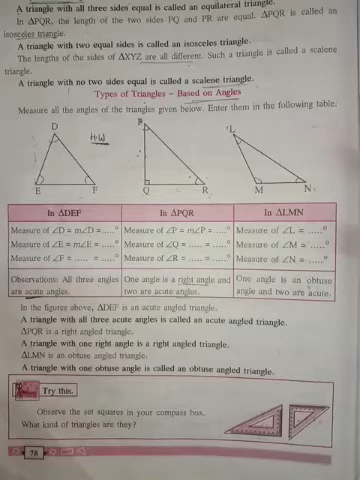 A triangle with all three sides equal is called an equilateral triangle.
In ΔPQR, the length of the two sides PQ and PR are equal. ΔPQR is called an
isosceles triangle.
A triangle with two equal sides is called an isosceles triangle.
The lengths of the sides of ΔXYZ are all different. Such a triangle is called a scalene
triangle.
A triangle with no two sides equal is called a scalene triangle.
Types of Triangles – Based on Angles
Measure all the angles of the triangles given below. Enter them in the following table.
D H.W P L
E F Q R M N
In ΔDEF In ΔPQR In ΔLMN
Measure of ∠D = m∠D = .....° Measure of ∠P = m∠P = .....° Measure of ∠L = .....°
Measure of ∠E = m∠E = .....° Measure of ∠Q = ..... = .....° Measure of ∠M = .....°
Measure of ∠F = ..... = .....° Measure of ∠R = ..... = .....° Measure of ∠N = .....°
Observations: All three angles One angle is a right angle and One angle is an obtuse
are acute angles. two are acute angles. angle and two are acute.
In the figures above, ΔDEF is an acute angled triangle.
A triangle with all three acute angles is called an acute angled triangle.
ΔPQR is a right angled triangle.
A triangle with one right angle is a right angled triangle.
ΔLMN is an obtuse angled triangle.
A triangle with one obtuse angle is called an obtuse angled triangle.
Try this.
Observe the set squares in your compass box.
What kind of triangles are they?
78